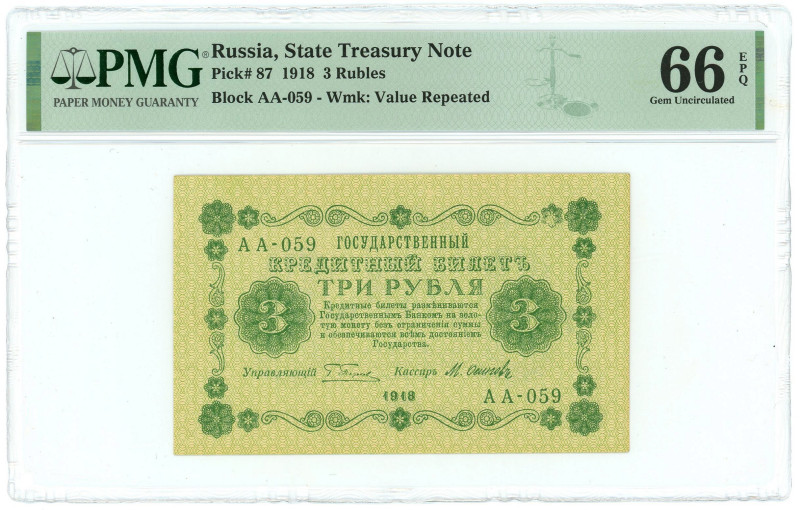 PMG®
PAPER MONEY GUARANTY
Russia, State Treasury Note
Pick# 87 1918 3 Rubles
Block AA-059 - Wmk: Value Repeated
66 EPQ
Gem Uncirculated
АА-059 ГОСУДАРСТВЕННЫЙ
КРЕДИТНЫЙ БИЛЕТЪ
ТРИ РУБЛЯ
3
Кредитные билеты размѣниваются
Государственнымъ Банкомъ на золо-
тую монету безъ ограниченія суммы
и обезпечиваются всѣмъ достояніемъ
Государства.
3
Управляющій Кассиръ
1918
АА-059